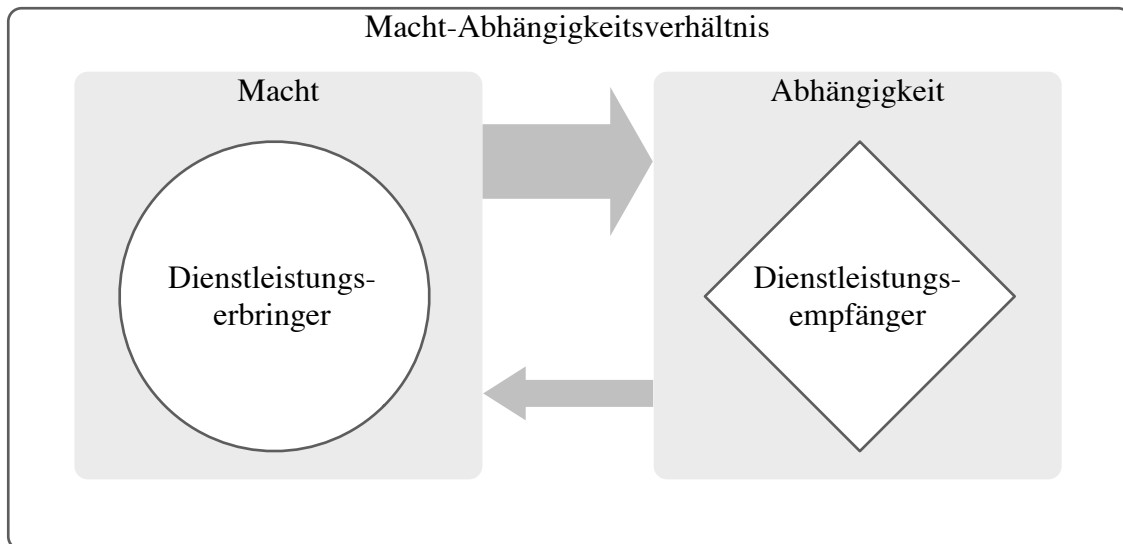 Macht-Abhängigkeitsverhältnis
Macht
Abhängigkeit
Dienstleistungs-
erbringer
Dienstleistungs-
empfänger